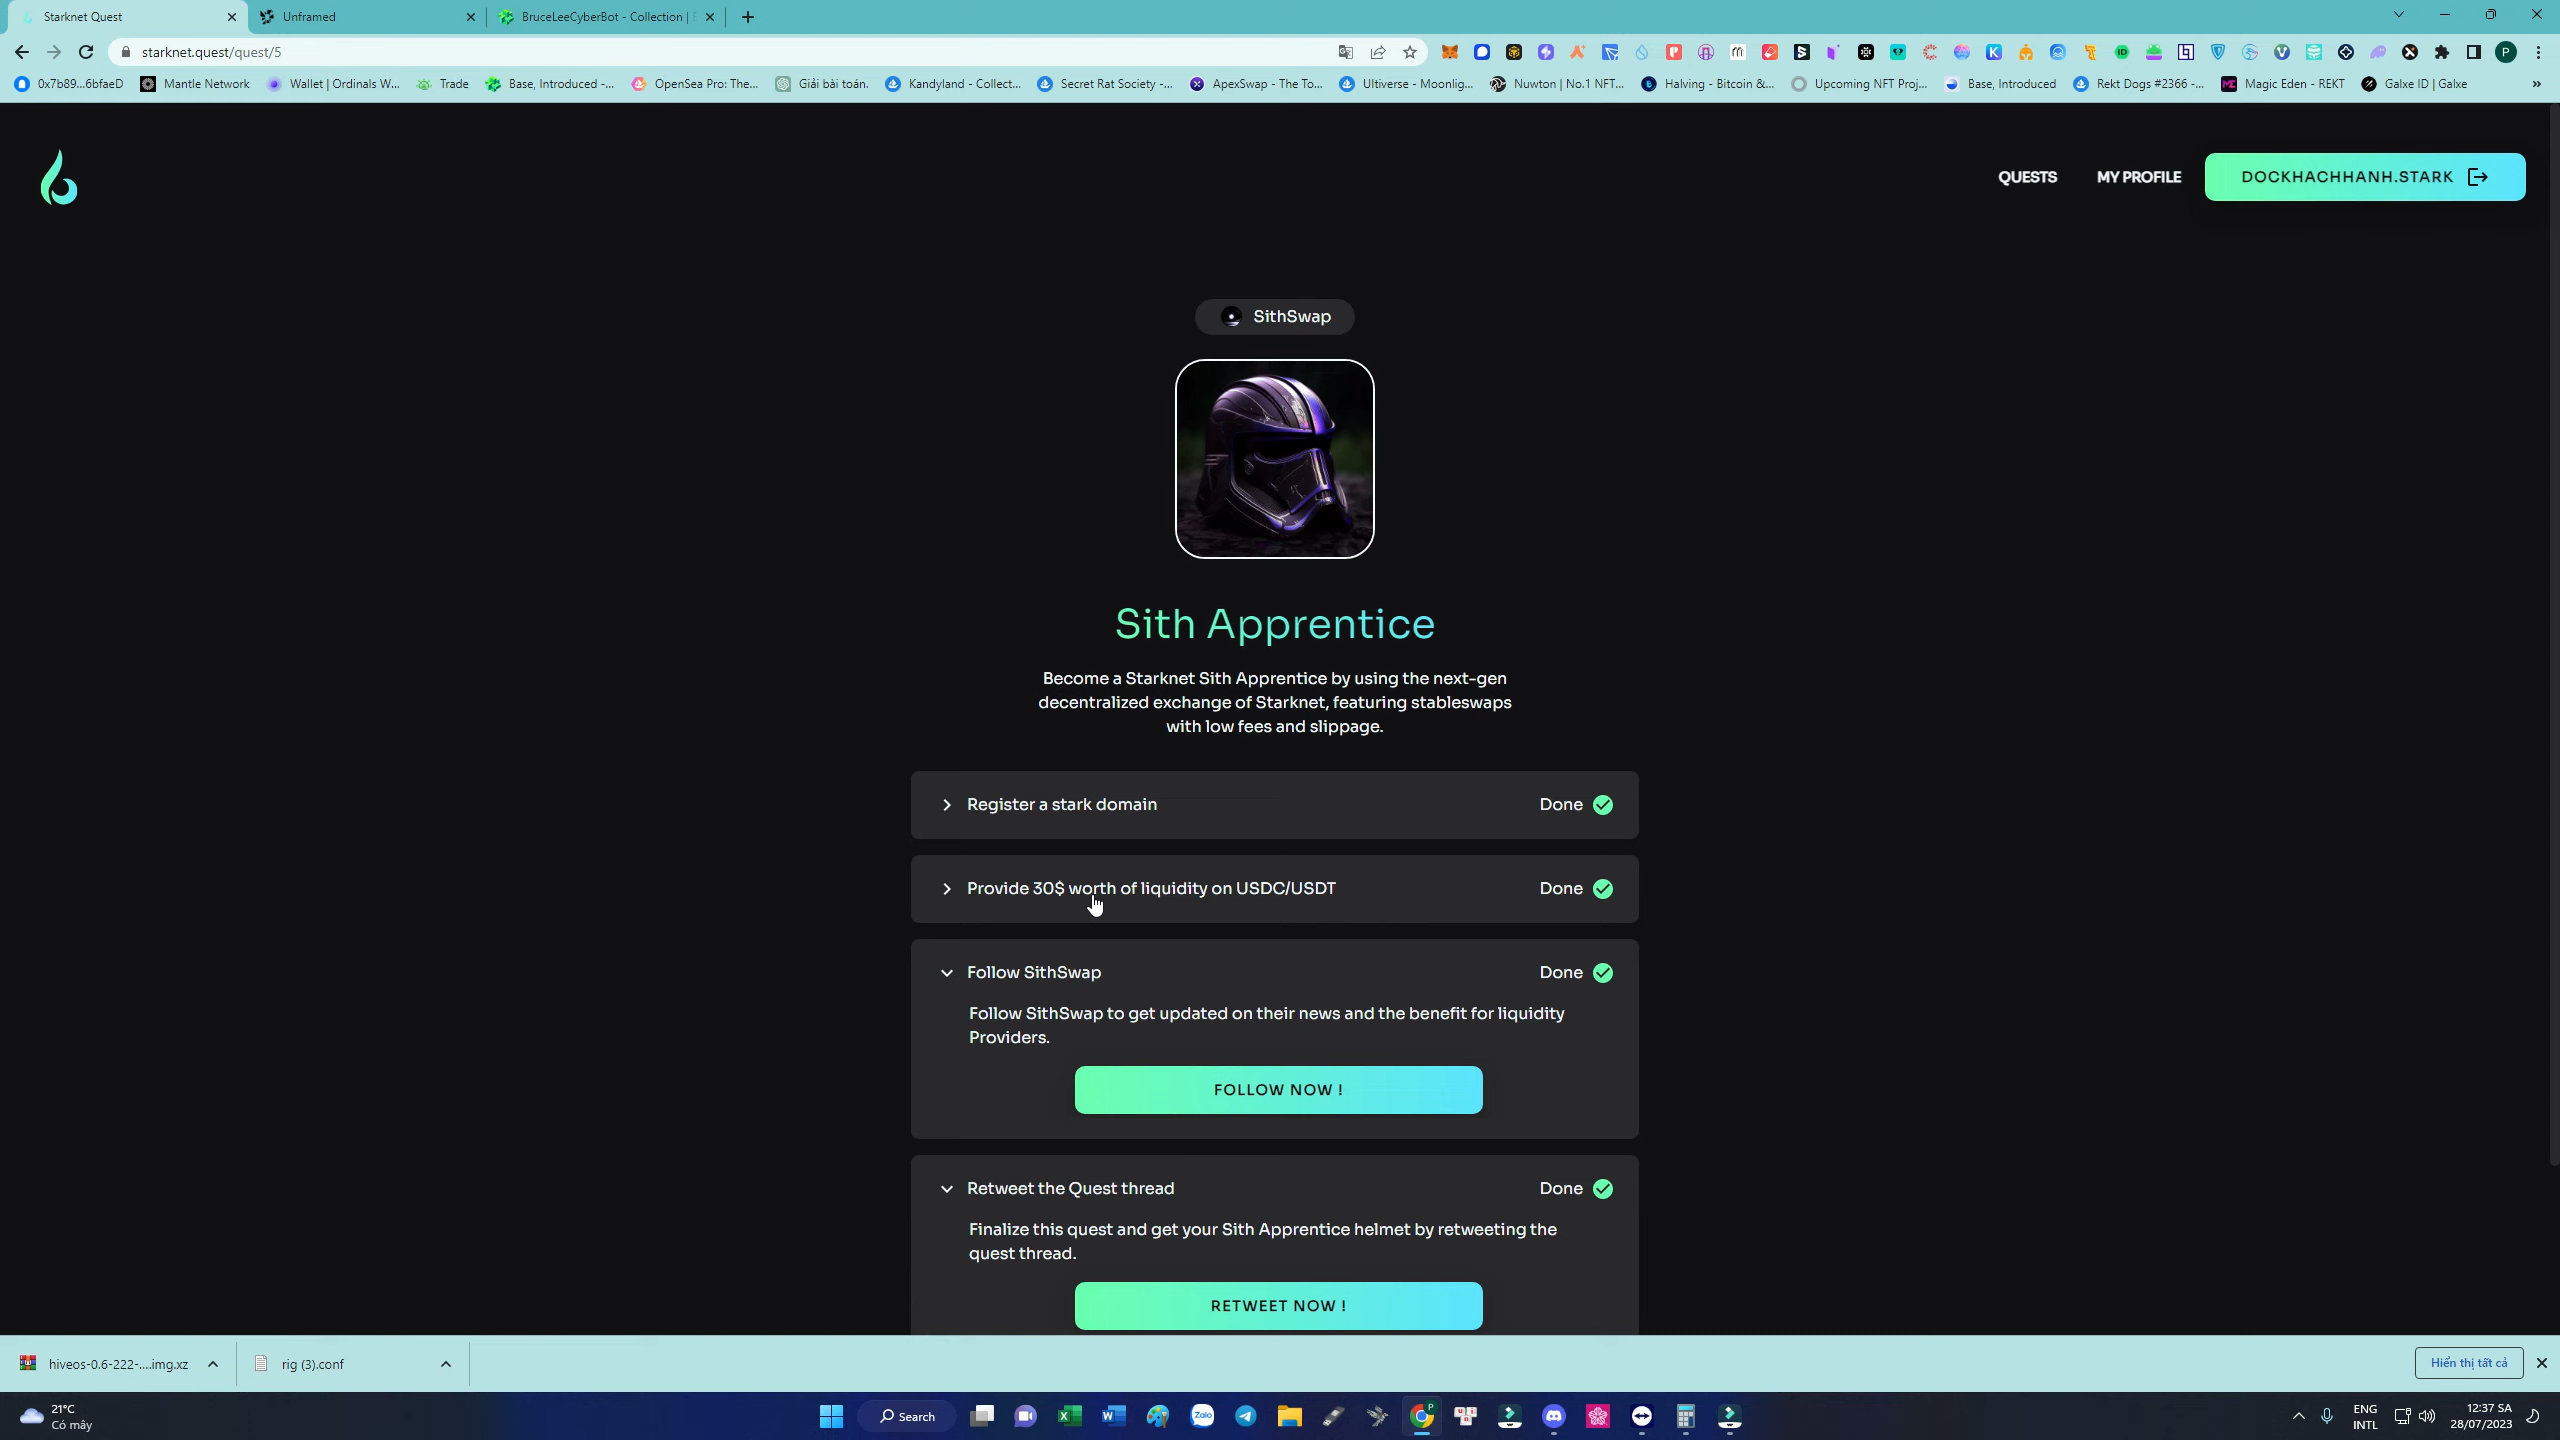 Starknet Quest
Unframed
BruceLeeCyberBot - Collection |
starknet.quest/quest/5
0x7b89...6bfaeD
Mantle Network
Wallet | Ordinals W...
Trade
Base, Introduced -...
OpenSea Pro: The...
Giải bài toán.
Kandyland - Collect...
Secret Rat Society -...
ApexSwap - The To...
Ultiverse - Moonlig...
Nuwton | No.1 NFT...
Halving - Bitcoin &...
Upcoming NFT Proj...
Base, Introduced
Rekt Dogs #2366 -...
Magic Eden - REKT
Galxe ID | Galxe
QUESTS
MY PROFILE
DOCKHACHHANH.STARK
SithSwap
Sith Apprentice
Become a Starknet Sith Apprentice by using the next-gen
decentralized exchange of Starknet, featuring stableswaps
with low fees and slippage.
Register a stark domain
Done
Provide 30$ worth of liquidity on USDC/USDT
Done
Follow SithSwap
Done
Follow SithSwap to get updated on their news and the benefit for liquidity
Providers.
FOLLOW NOW !
Retweet the Quest thread
Done
Finalize this quest and get your Sith Apprentice helmet by retweeting the
quest thread.
RETWEET NOW !
hiveos-0.6-222-....img.xz
rig (3).conf
Hiển thị tất cả
21°C
Có mây
Search
Zalo
ENG
INTL
12:37 SA
28/07/2023